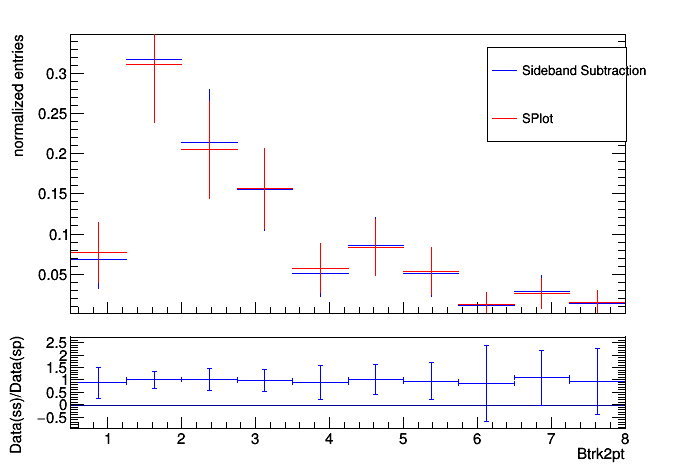 normalized entries
0.3
0.25
0.2
0.15
0.1
0.05
Sideband Subtraction
SPlot
Data(ss)/Data(sp)
2.5
2
1.5
1
0.5
0
−0.5
1 2 3 4 5 6 7 8
Btrk2pt